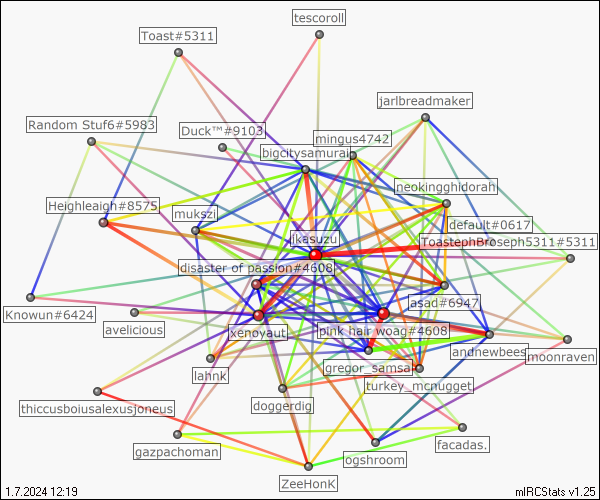 tescoroll
Toast#5311
jarlbreadmaker
Random Stuf6#5983
Duck™#9103
mingus4742
bigcitysamurai
neokingghidorah
Heighleaigh#8575
mukszi
default#0617
jkasuzu
ToastephBroseph5311#5311
disaster of passion#4608
asad#6947
Knowun#6424
avelicious
xenovaut
pink hair woag#4608
andnewbees
moonraven
lahnk
gregor_samsa
turkey_mcnugget
thiccusboiusalexusjoneus
doggerdig
gazpachoman
facadas.
ogshroom
ZeeHonK
1.7.2024 12:19
mIRCStats v1.25